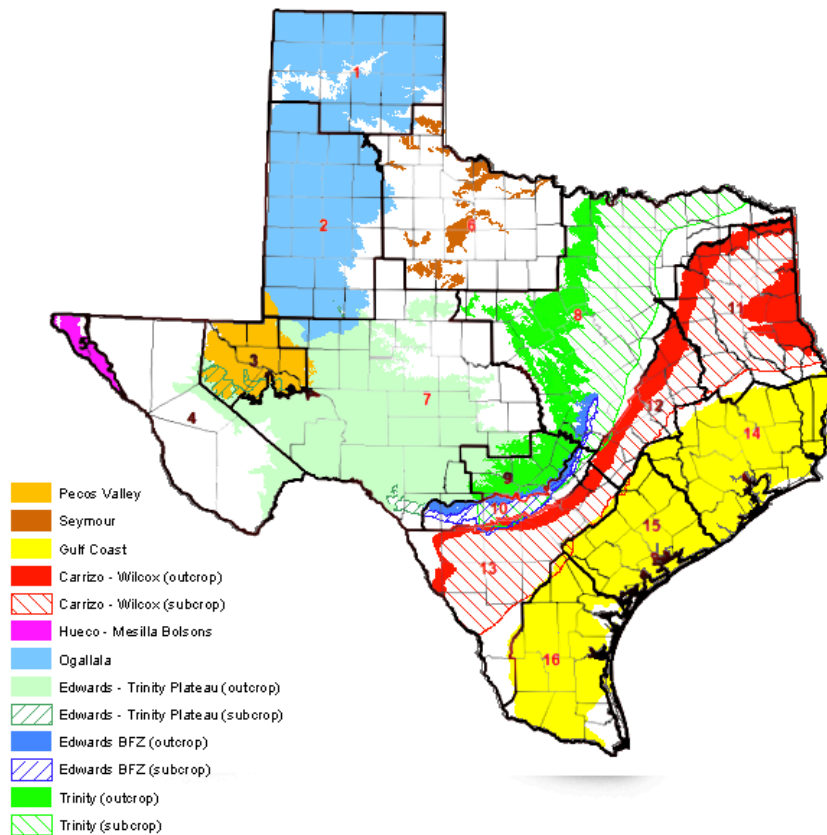 1
2
6
8
11
3
5
7
12
4
14
9
10
15
13
16
Pecos Valley
Seymour
Gulf Coast
Carrizo - Wilcox (outcrop)
Carrizo - Wilcox (subcrop)
Hueco - Mesilla Bolsons
Ogallala
Edwards - Trinity Plateau (outcrop)
Edwards - Trinity Plateau (subcrop)
Edwards BFZ (outcrop)
Edwards BFZ (subcrop)
Trinity (outcrop)
Trinity (subcrop)